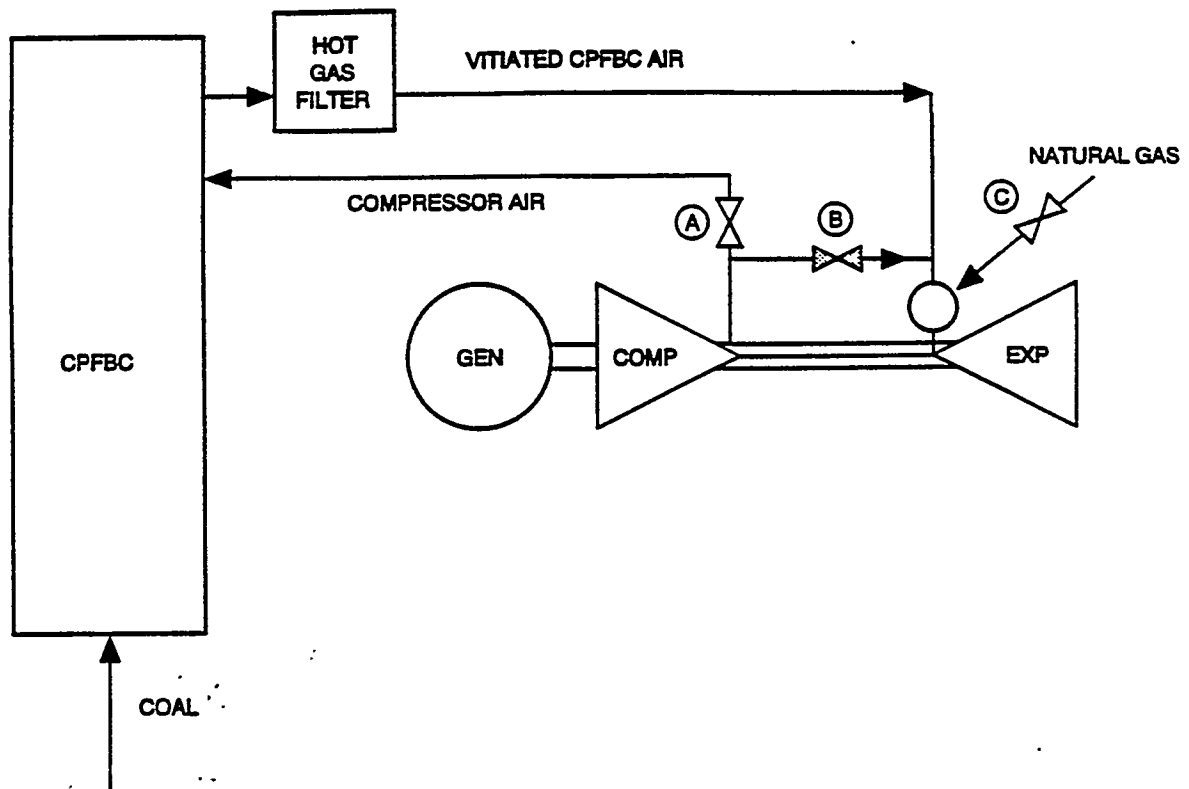 HOT
GAS
FILTER
VITIATED CPFBC AIR
NATURAL GAS
COMPRESSOR AIR
A
B
C
CPFBC
GEN
COMP
EXP
COAL